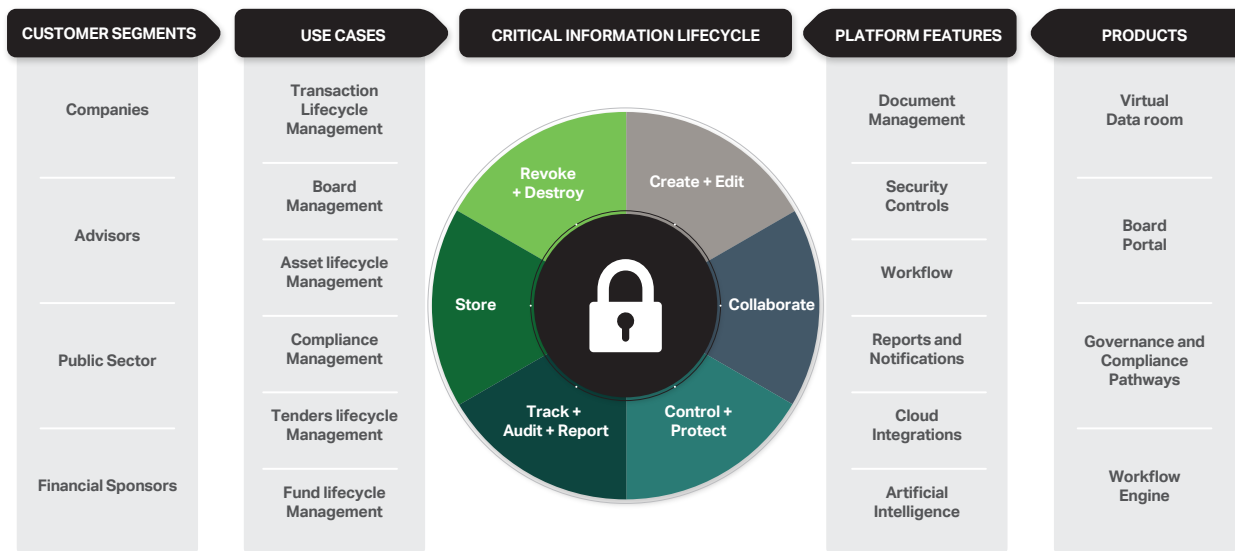 CUSTOMER SEGMENTS
Companies
Advisors
Public Sector
Financial Sponsors
USE CASES
Transaction
Lifecycle
Management
Board
Management
Asset lifecycle
Management
Compliance
Management
Tenders lifecycle
Management
Fund lifecycle
Management
CRITICAL INFORMATION LIFECYCLE
Create + Edit
Collaborate
Control +
Protect
Track +
Audit + Report
Store
Revoke
+ Destroy
PLATFORM FEATURES
Document
Management
Security
Controls
Workflow
Reports and
Notifications
Cloud
Integrations
Artificial
Intelligence
PRODUCTS
Virtual
Data room
Board
Portal
Governance and
Compliance
Pathways
Workflow
Engine